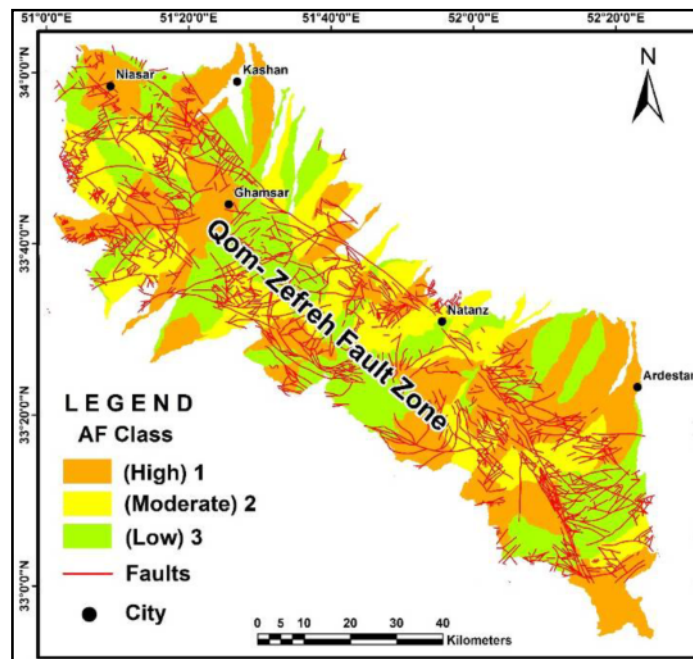 51°0'0"E 51°20'0"E 51°40'0"E 52°0'0"E 52°20'0"E
34°0'0"N
33°40'0"N
33°20'0"N
33°0'0"N
N
Niasar
Kashan
Ghamsar
Qom- Zefreh Fault Zone
Natanz
Ardestan
LEGEND
AF Class
(High) 1
(Moderate) 2
(Low) 3
Faults
City
0 5 10 20 30 40
Kilometers